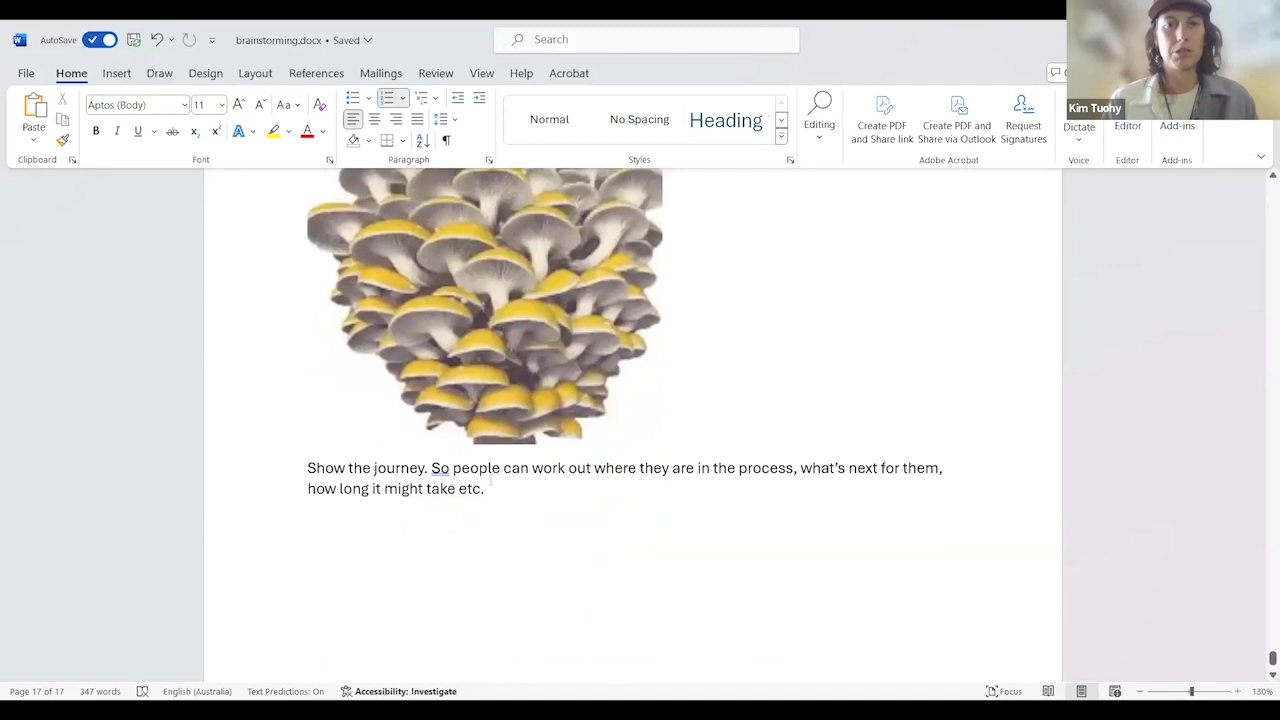 AutoSave
brainstorming.docx • Saved
Search
Kim Tuohy
File Home Insert Draw Design Layout References Mailings Review View Help Acrobat
Paste
Aptos (Body) 11
Normal No Spacing Heading
Editing
Create PDF and Share link
Create PDF and Share via Outlook
Request Signatures
Dictate
Editor
Add-ins
Clipboard Font Paragraph Styles Adobe Acrobat Voice Editor Add-ins
Show the journey. So people can work out where they are in the process, what's next for them,
how long it might take etc.
Page 17 of 17 347 words English (Australia) Text Predictions: On Accessibility: Investigate Focus 130%